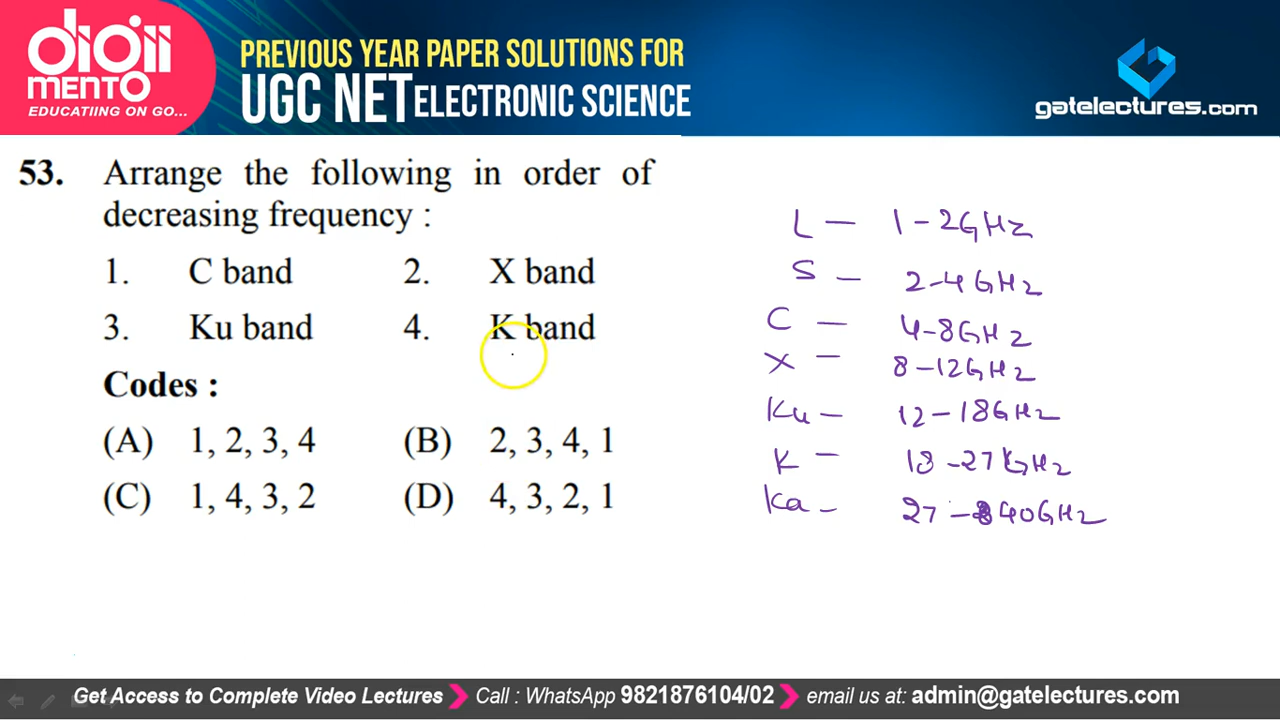 digii
MENTO
EDUCATIING ON GO...
PREVIOUS YEAR PAPER SOLUTIONS FOR
UGC NET ELECTRONIC SCIENCE
gatelectures.com
53. Arrange the following in order of
decreasing frequency :
1. C band 2. X band
3. Ku band 4. K band
Codes :
(A) 1, 2, 3, 4 (B) 2, 3, 4, 1
(C) 1, 4, 3, 2 (D) 4, 3, 2, 1
L — 1 - 2GHz
S — 2-4GHz
C — 4-8GHz
X — 8-12GHz
Ku — 12-18GHz
K — 18-27GHz
Ka - 27-40GHz
Get Access to Complete Video Lectures Call : WhatsApp 9821876104/02 email us at: admin@gatelectures.com